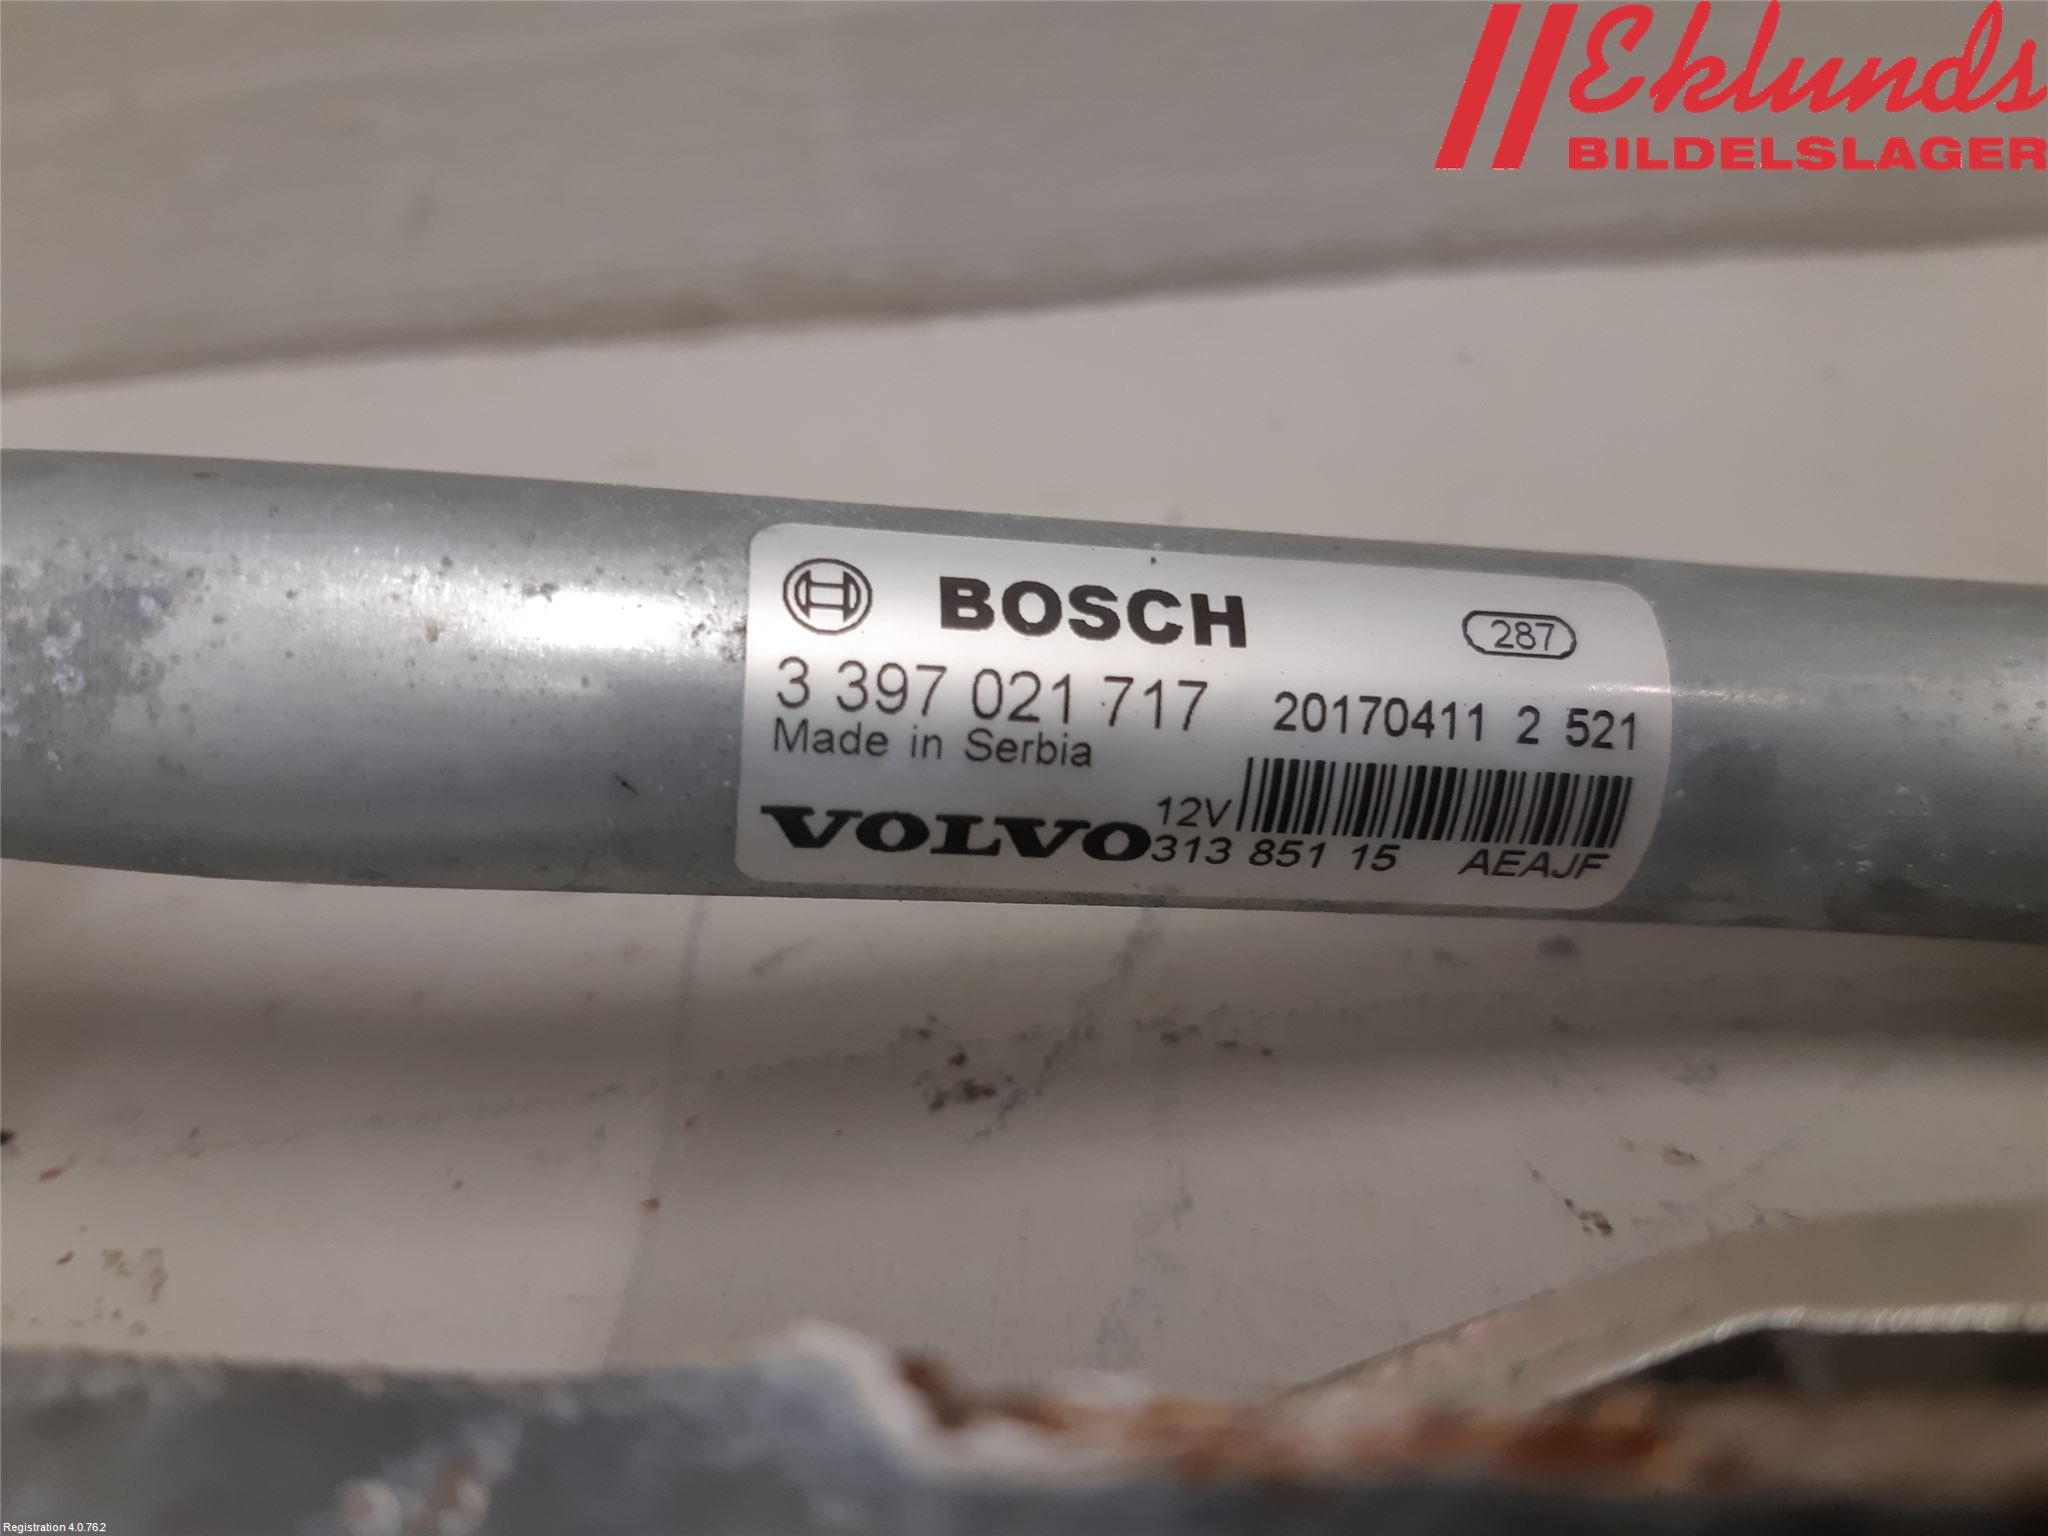 Eklunds
BILDELSLAGER
BOSCH
287
3 397 021 717 20170411 2 521
Made in Serbia
12V
VOLVO 313 851 15 AEAJF
Registration 4.0.762